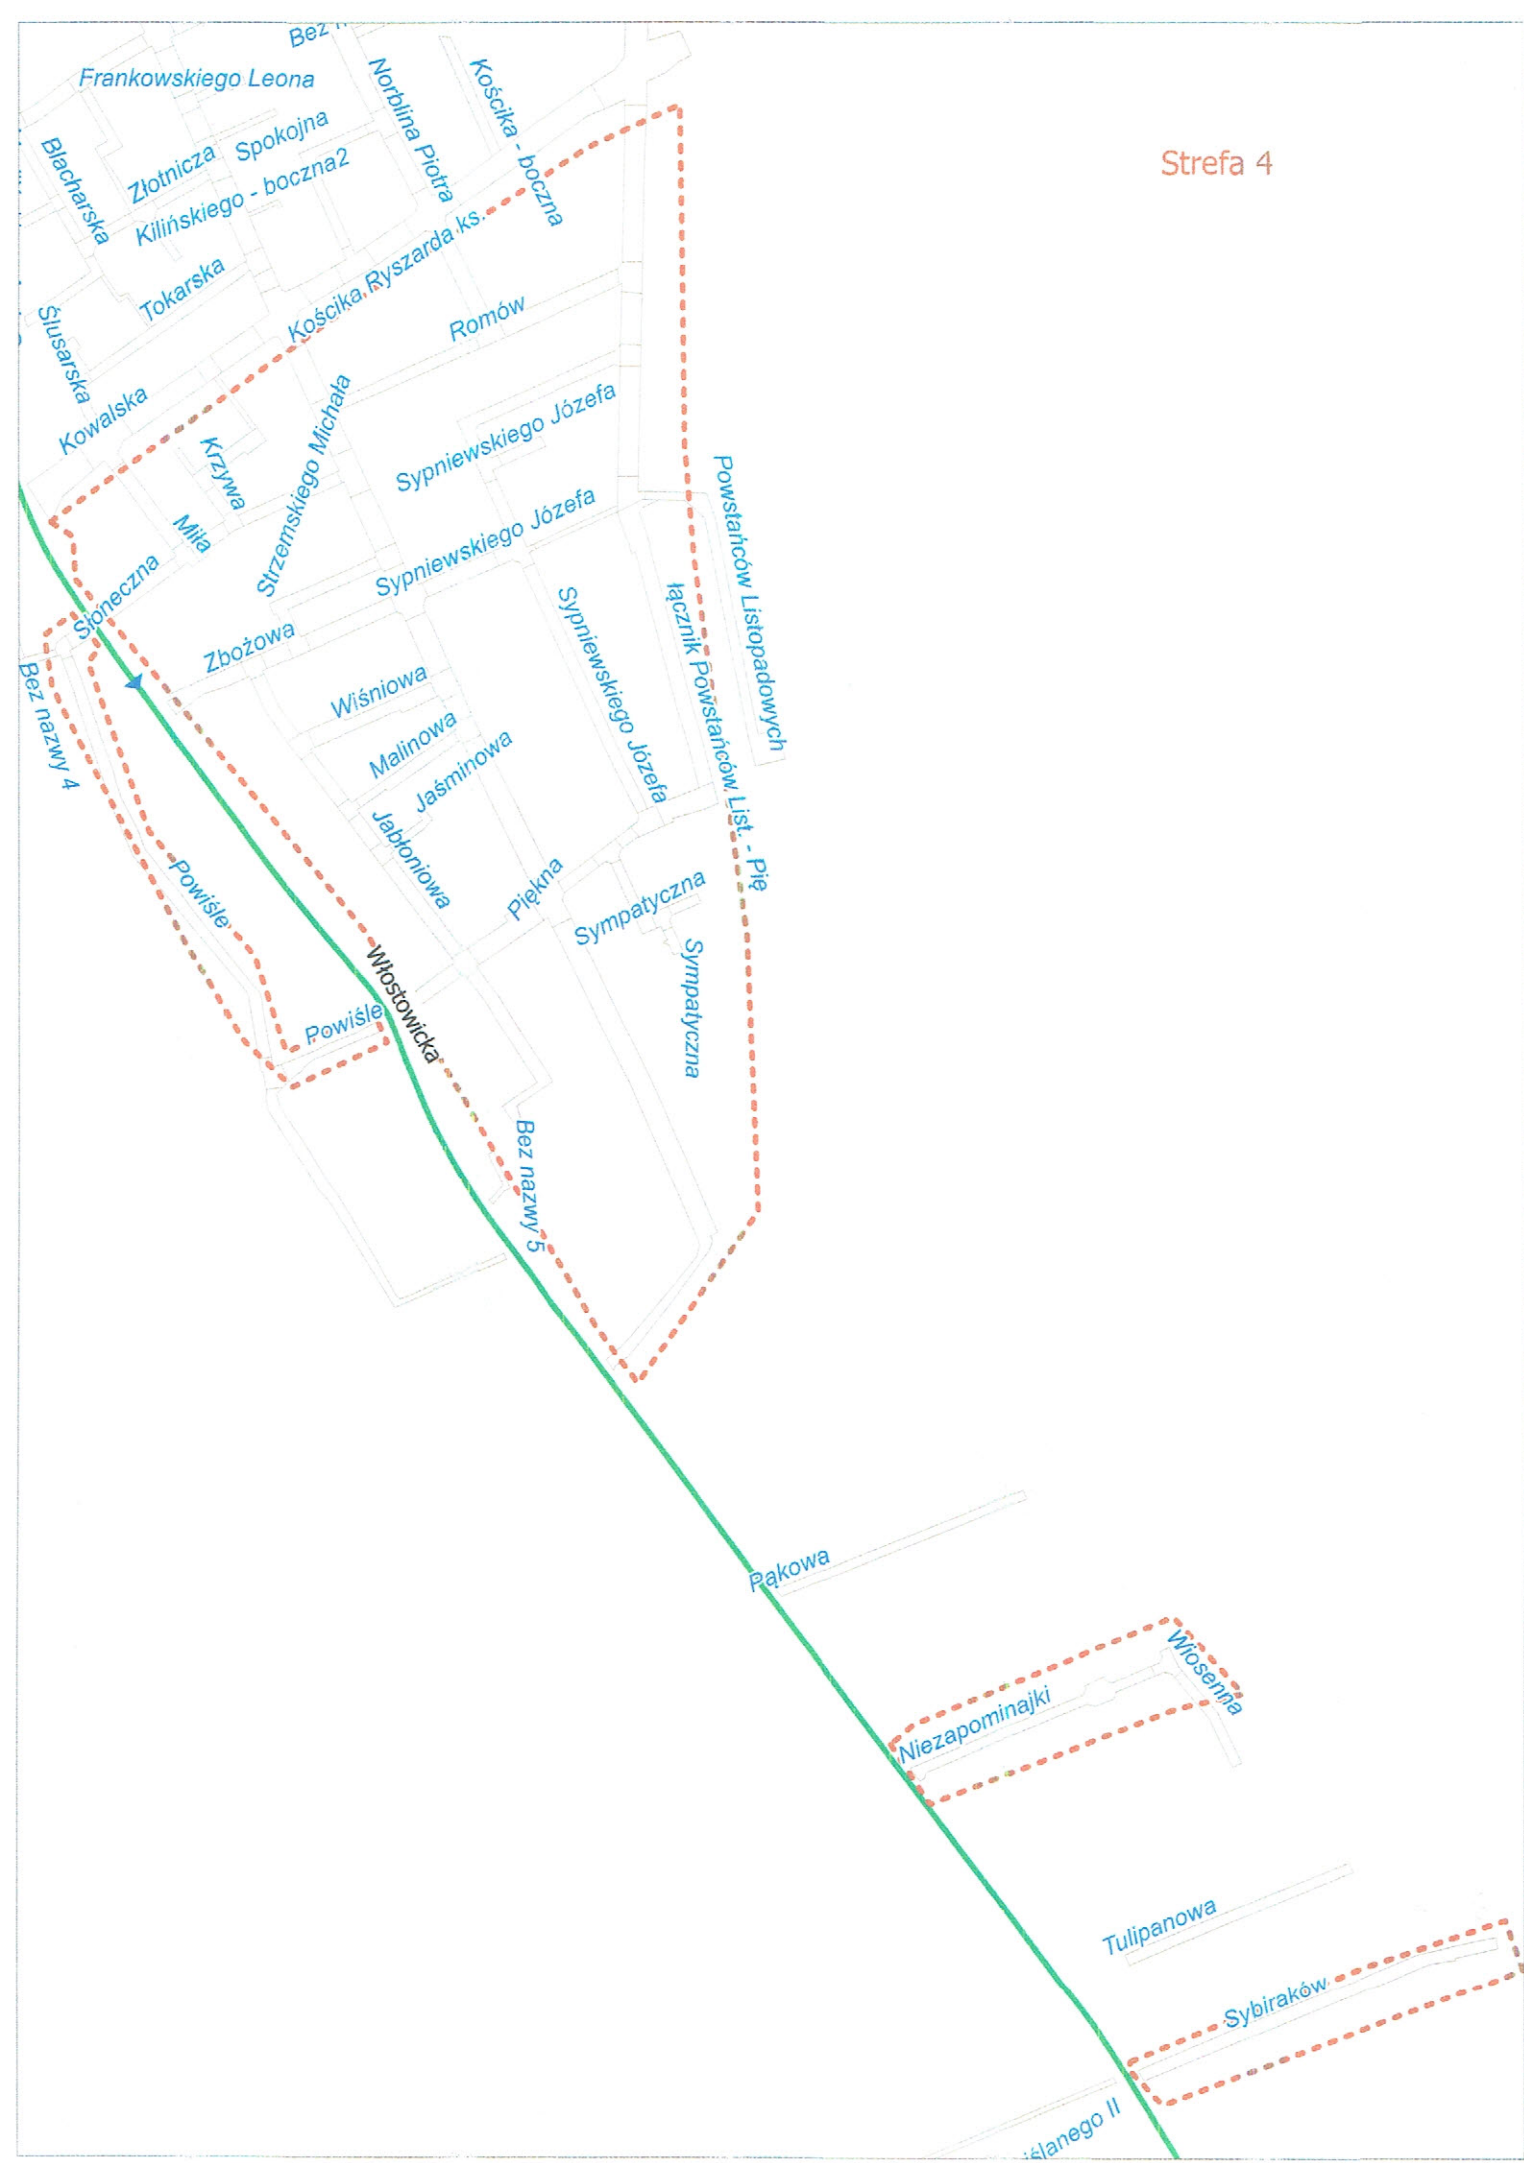 Frankowskiego Leona
Norblina Piotra
Kościka - boczna
Blacharska
Złotnicza
Spokojna
Kilińskiego - boczna2
Strefa 4
Tokarska
Kościka Ryszarda ks.
Romów
Ślusarska
Kowalska
Krzywa
Miła
Strzemskiego Michała
Sypniewskiego Józefa
Sypniewskiego Józefa
Sypniewskiego Józefa
Powstańców Listopadowych
łącznik Powstańców List. - Pię
Słoneczna
Zbożowa
Wiśniowa
Malinowa
Jaśminowa
Jabłoniowa
Bez nazwy 4
Powiśle
Piękna
Sympatyczna
Sympatyczna
Włostowicka
Powiśle
Bez nazwy 5
Pąkowa
Wiosenna
Niezapominajki
Tulipanowa
Sybiraków
iślanego II